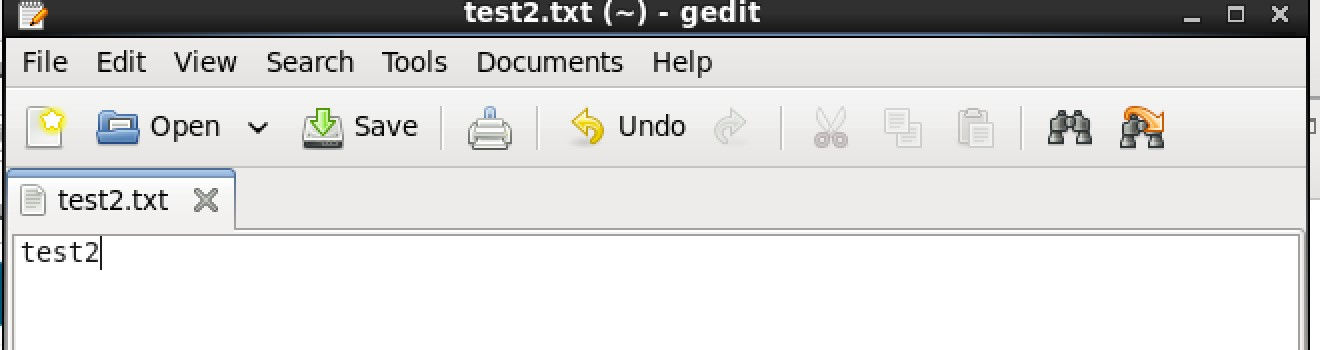 test2.txt (~) - gedit
File Edit View Search Tools Documents Help
Open Save Undo
test2.txt
test2